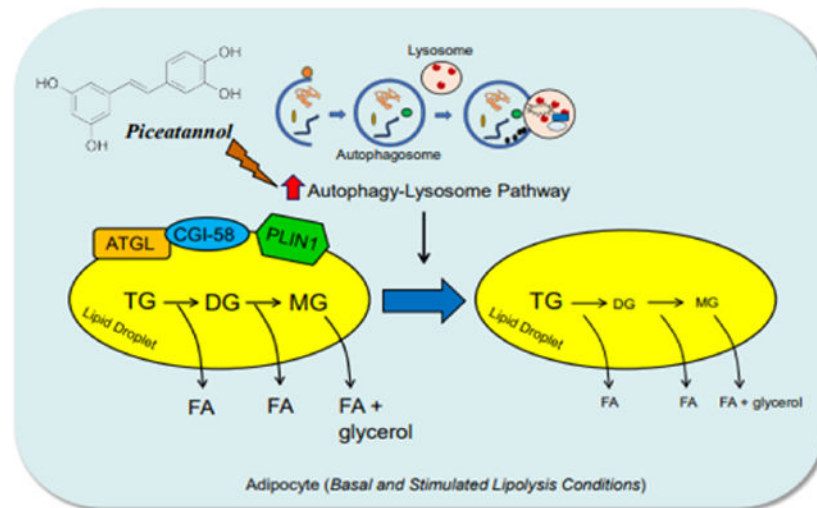 OH
OH
HO
OH
Piceatannol
Lysosome
Autophagosome
Autophagy-Lysosome Pathway
ATGL
CGI-58
PLIN1
TG
DG
MG
Lipid Droplet
FA
FA
FA +
glycerol
TG
DG
MG
Lipid Droplet
FA
FA
FA + glycerol
Adipocyte (Basal and Stimulated Lipolysis Conditions)